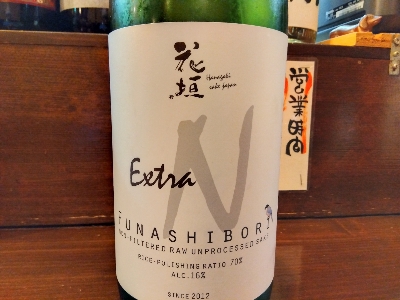 花垣
Hanagaki
sake japan
Extra
N
FUNASHIBORI
NON-FILTERED RAW UNPROCESSED SAKE
RICE-POLISHING RATIO 70%
ALC.16%
SINCE 2012
営業時間